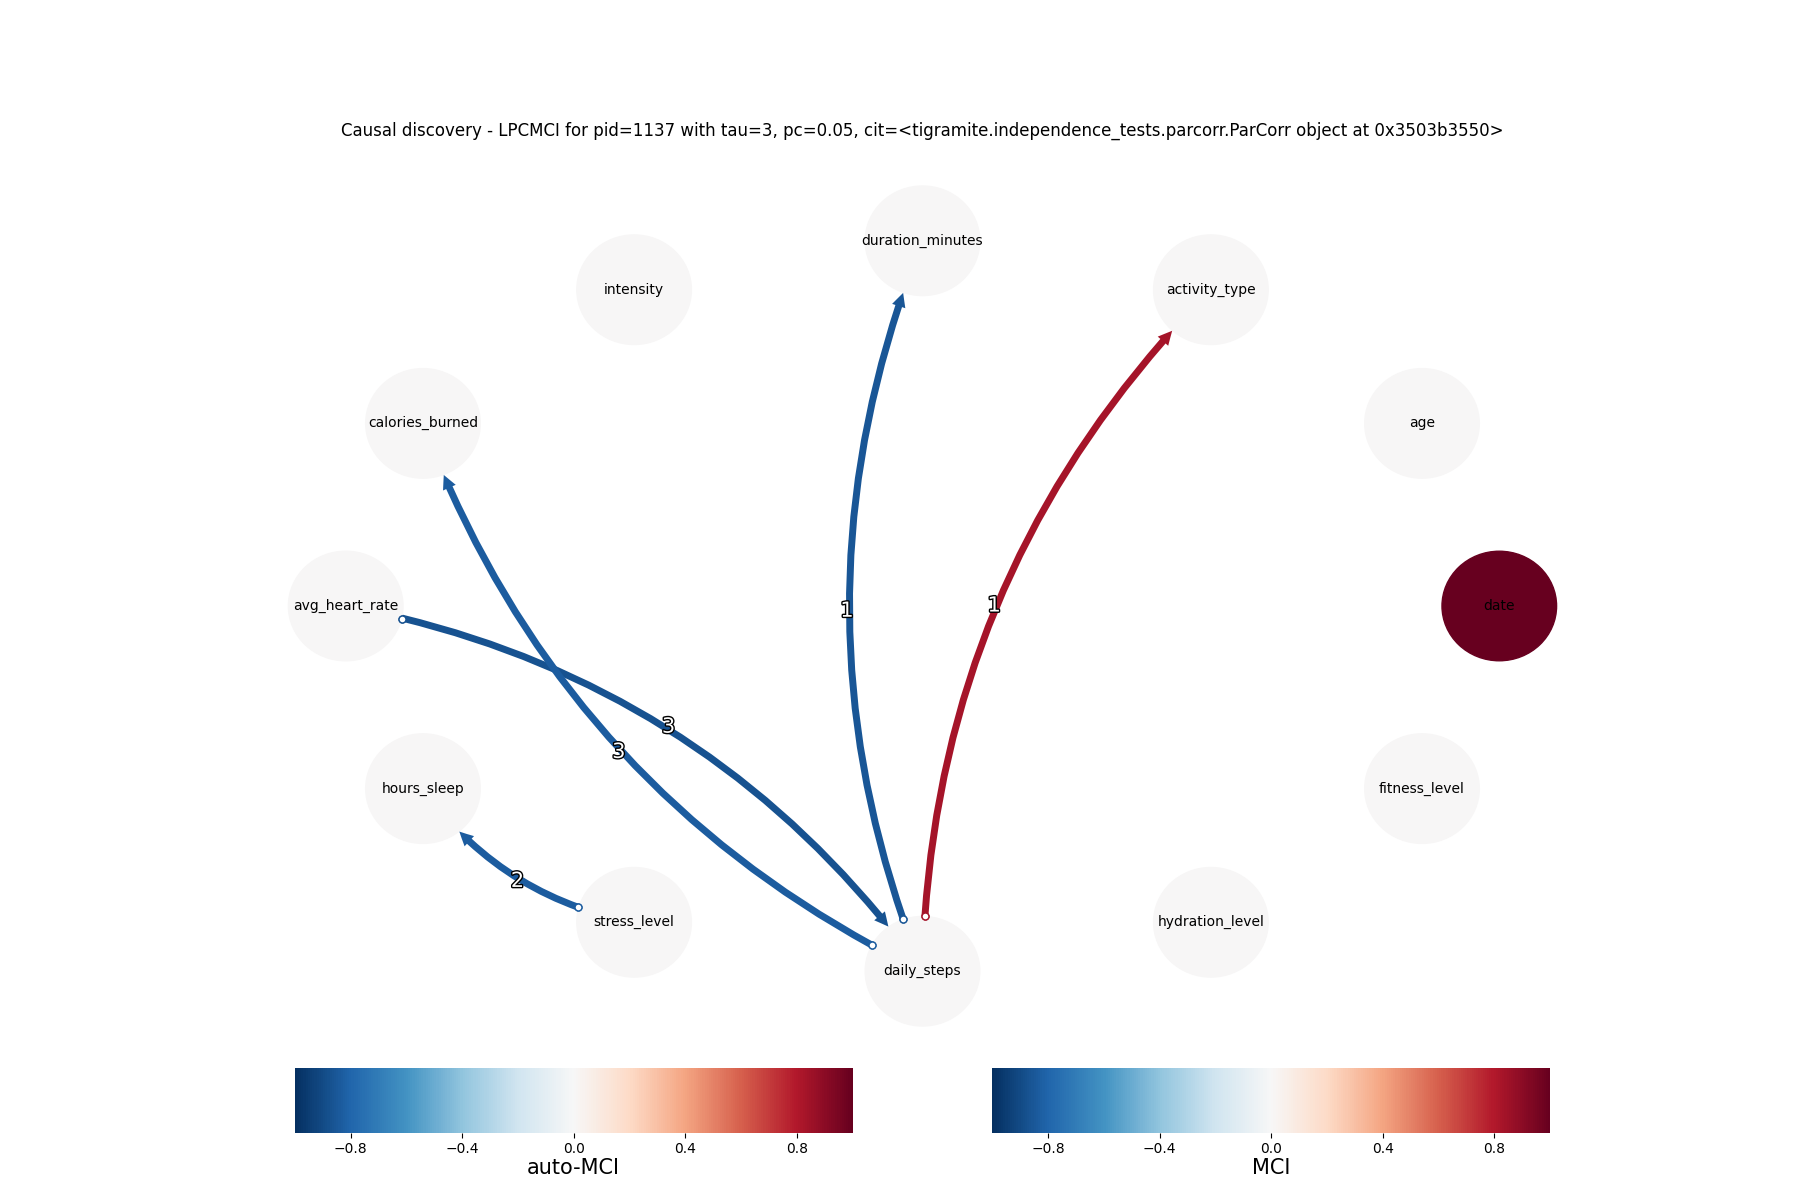 Causal discovery - LPCMCI for pid=1137 with tau=3, pc=0.05, cit=<tigramite.independence_tests.parcorr.ParCorr object at 0x3503b3550>
duration_minutes
intensity
activity_type
calories_burned
age
avg_heart_rate
1
1
date
3
3
hours_sleep
fitness_level
2
stress_level
hydration_level
daily_steps
−0.8 −0.4 0.0 0.4 0.8
auto-MCI
−0.8 −0.4 0.0 0.4 0.8
MCI